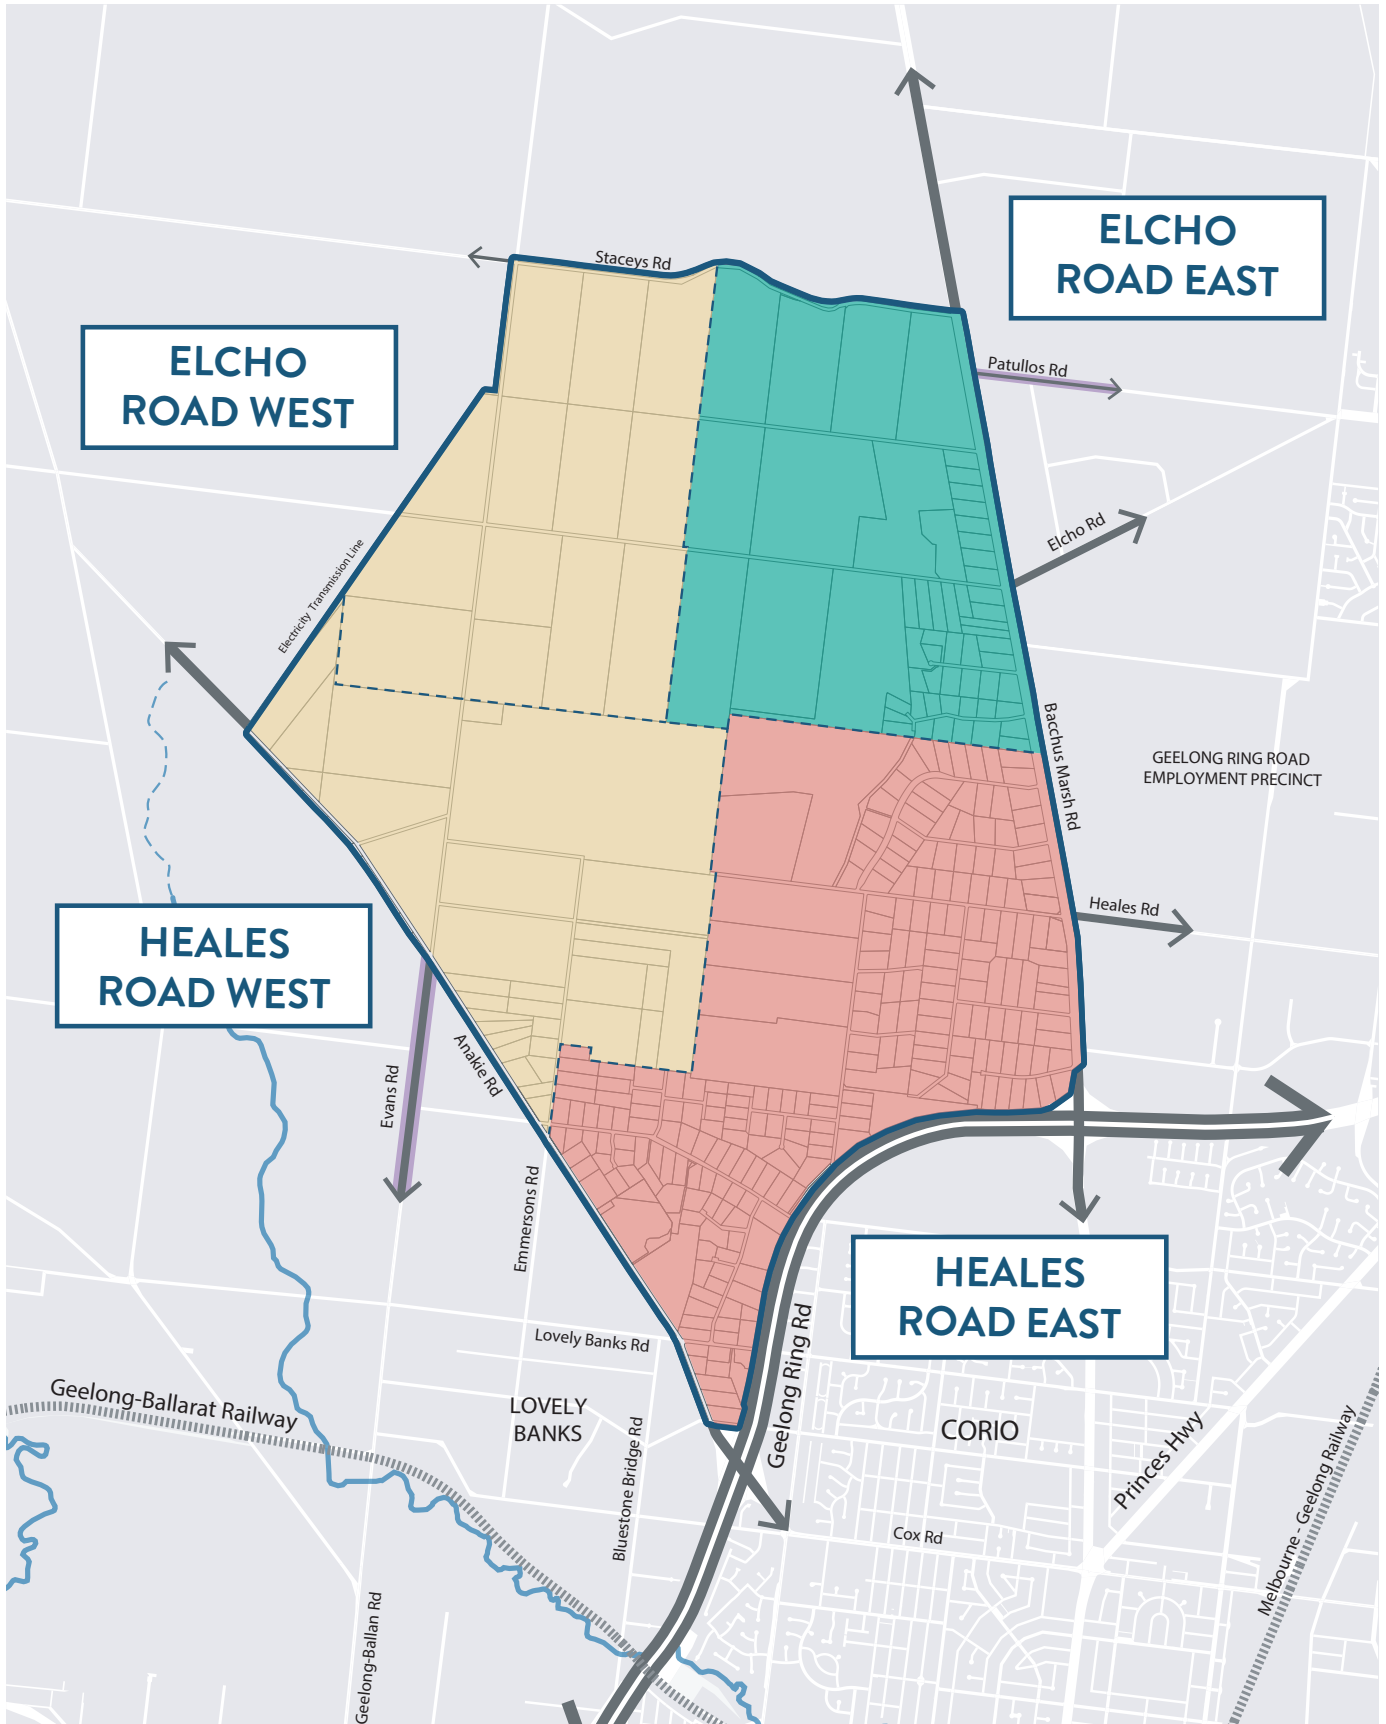 Staceys Rd
ELCHO
ROAD EAST
ELCHO
ROAD WEST
Patullos Rd
Elcho Rd
Electricity Transmission Line
Bacchus Marsh Rd
GEELONG RING ROAD
EMPLOYMENT PRECINCT
HEALES
ROAD WEST
Heales Rd
Anakie Rd
Evans Rd
Emmersons Rd
HEALES
ROAD EAST
Lovely Banks Rd
Geelong Ring Rd
Geelong-Ballarat Railway
LOVELY
BANKS
CORIO
Princes Hwy
Bluestone Bridge Rd
Cox Rd
Melbourne - Geelong Railway
Geelong-Ballan Rd